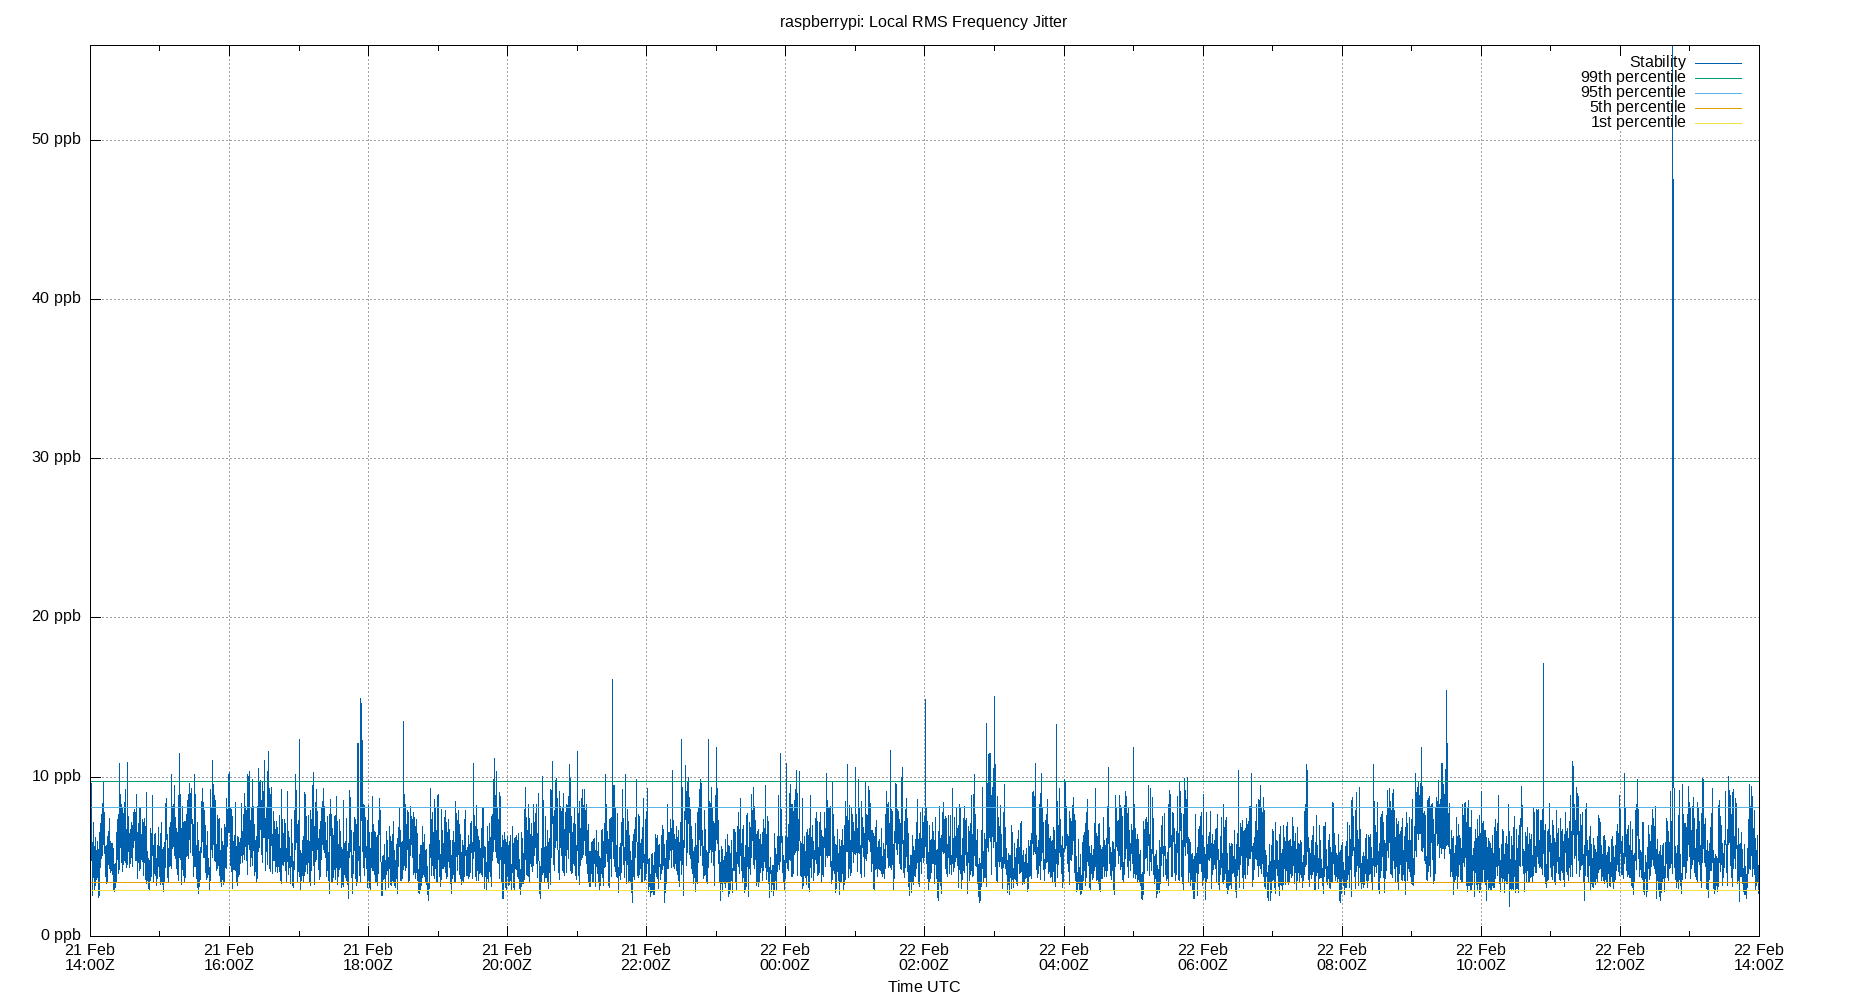 raspberrypi: Local RMS Frequency Jitter
Stability
99th percentile
95th percentile
5th percentile
1st percentile
50 ppb
40 ppb
30 ppb
20 ppb
10 ppb
0 ppb
21 Feb 21 Feb 21 Feb 21 Feb 21 Feb 22 Feb 22 Feb 22 Feb 22 Feb 22 Feb 22 Feb 22 Feb 22 Feb
14:00Z 16:00Z 18:00Z 20:00Z 22:00Z 00:00Z 02:00Z 04:00Z 06:00Z 08:00Z 10:00Z 12:00Z 14:00Z
Time UTC